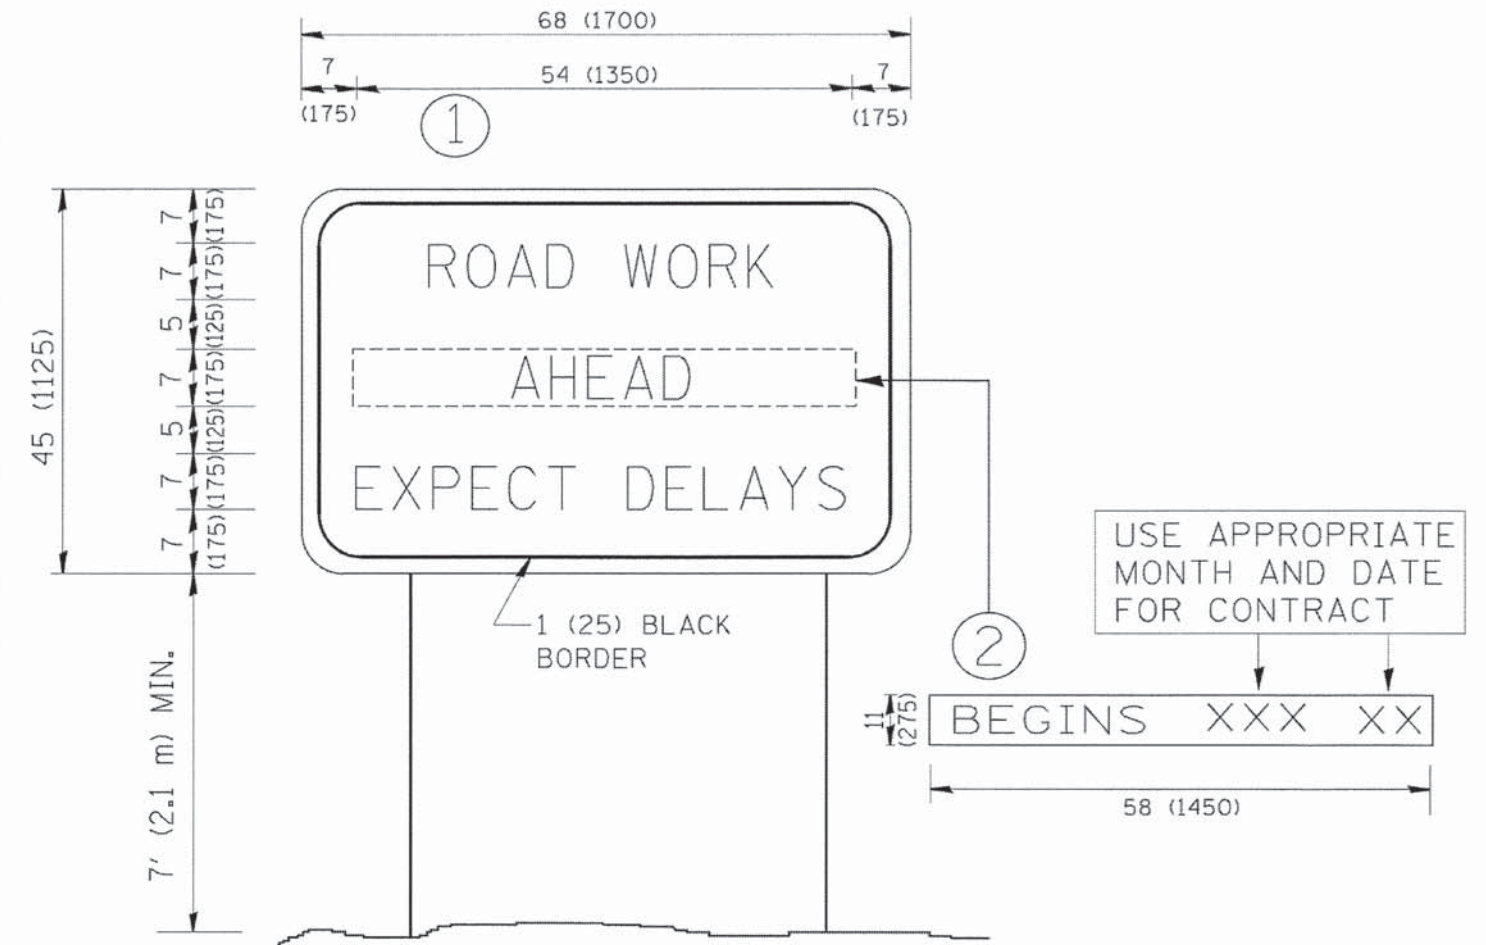 68 (1700)
7
54 (1350)
7
(175)
(175)
1
45 (1125)
7
(175)
7
(175)
5
(125)
7
(175)
5
(125)
7
(175)
7
(175)
ROAD WORK
AHEAD
EXPECT DELAYS
1 (25) BLACK
BORDER
7' (2.1 m) MIN.
USE APPROPRIATE
MONTH AND DATE
FOR CONTRACT
2
11
(275)
BEGINS XXX XX
58 (1450)